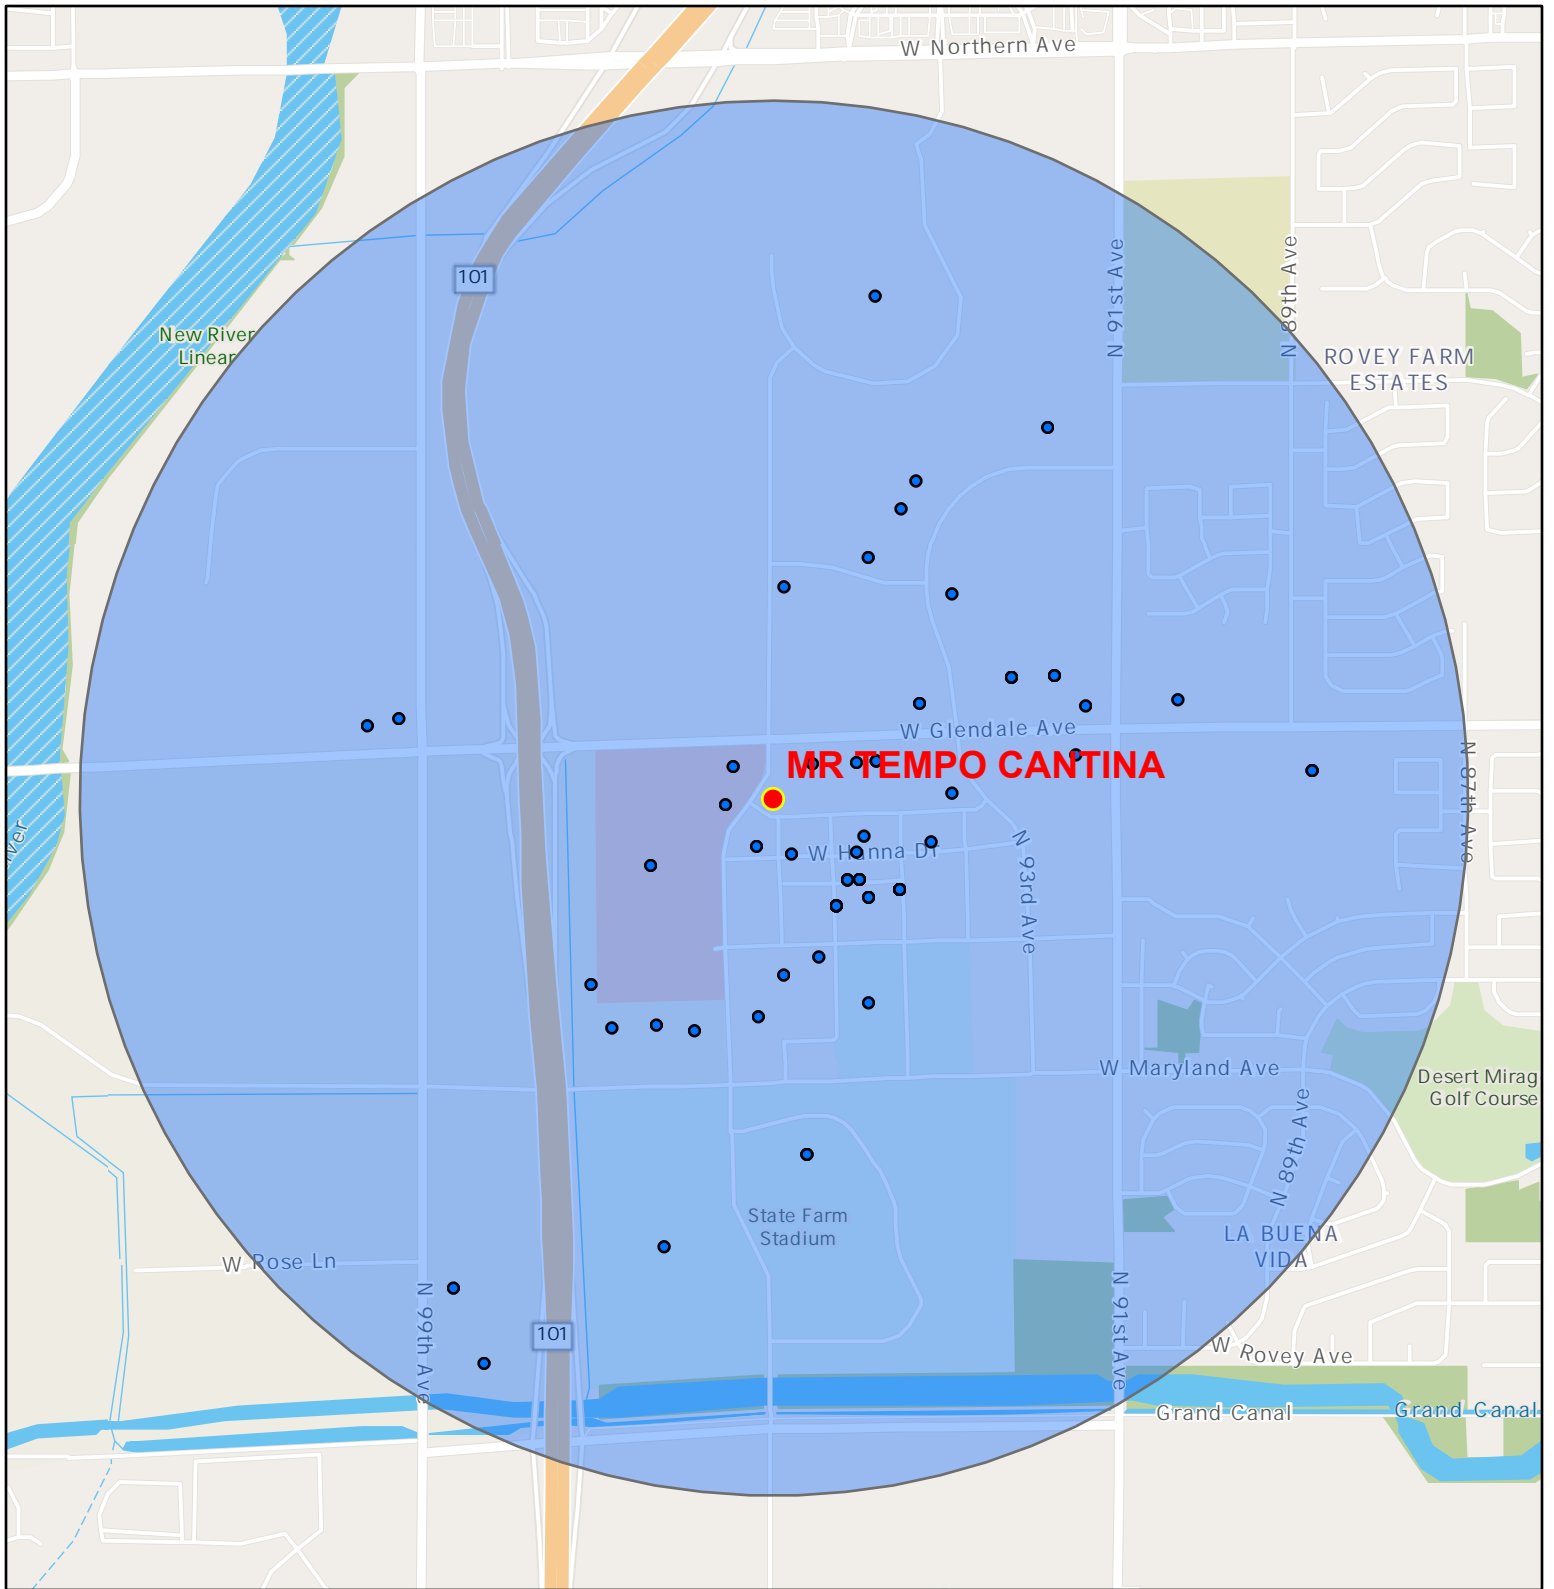 W Northern Ave
101
N 91st Ave
N 89th Ave
New River
Linear
ROVEY FARM
ESTATES
W Glendale Ave
MR TEMPO CANTINA
N 87th Ave
W Hanna Dr
N 93rd Ave
W Maryland Ave
Desert Mirag
Golf Course
N 89th Ave
State Farm
Stadium
LA BUENA
VIDA
W Rose Ln
N 99th Ave
101
N 91st Ave
W Rovey Ave
Grand Canal
Grand Canal